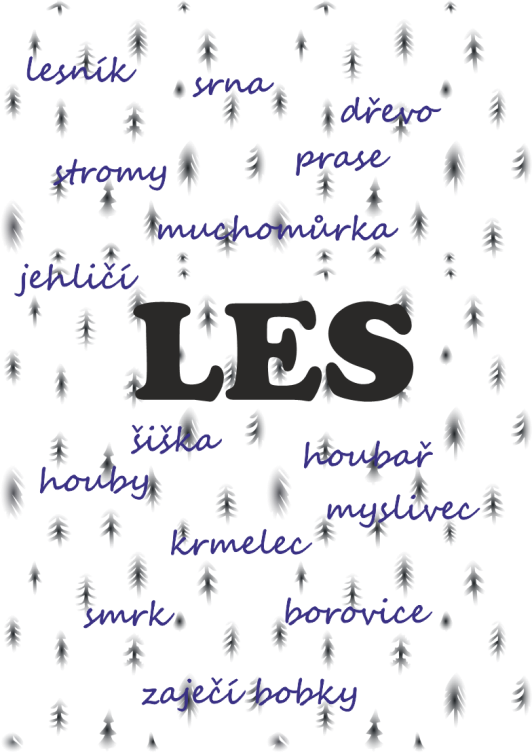 lesník
srna
dřevo
stromy
prase
muchomůrka
jehličí
LES
šiška
houbař
houby
myslivec
krmelec
smrk
borovice
zaječí bobky